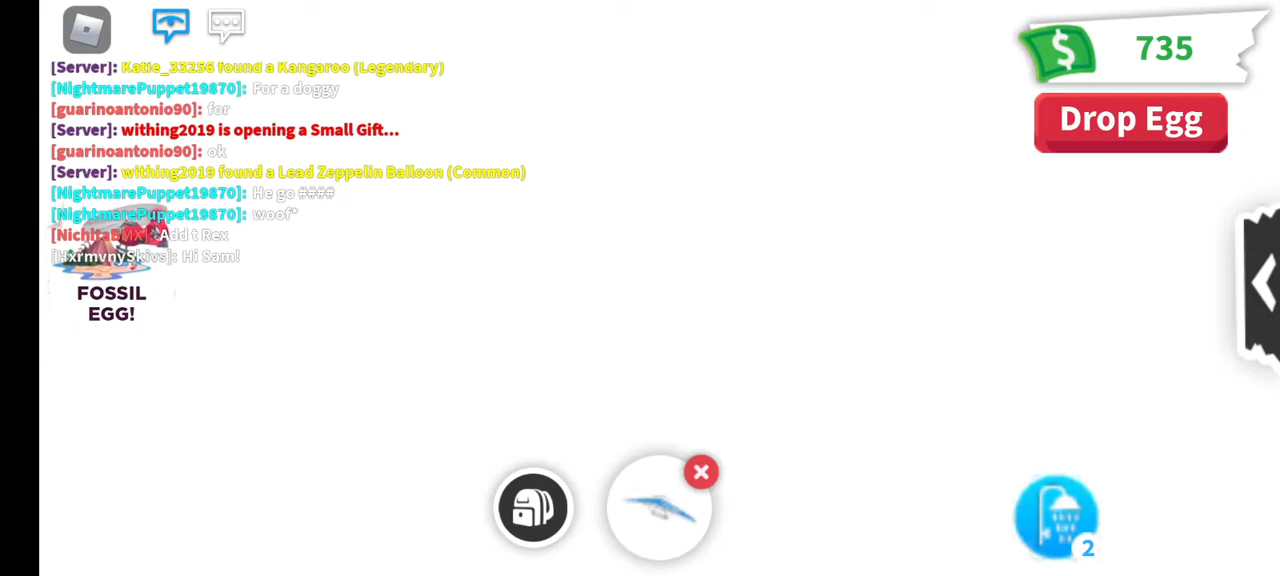 [Server]: Katie_33256 found a Kangaroo (Legendary)
[NightmarePuppet19870]: For a doggy
[guarinoantonio90]: for
[Server]: withing2019 is opening a Small Gift...
[guarinoantonio90]: ok
[Server]: withing2019 found a Lead Zeppelin Balloon (Common)
[NightmarePuppet19870]: He go ####
[NightmarePuppet19870]: woof*
[NichitaBMX]: Add t Rex
[HxrmvnySkivs]: Hi Sam!
FOSSIL
EGG!
$ 735
Drop Egg
2